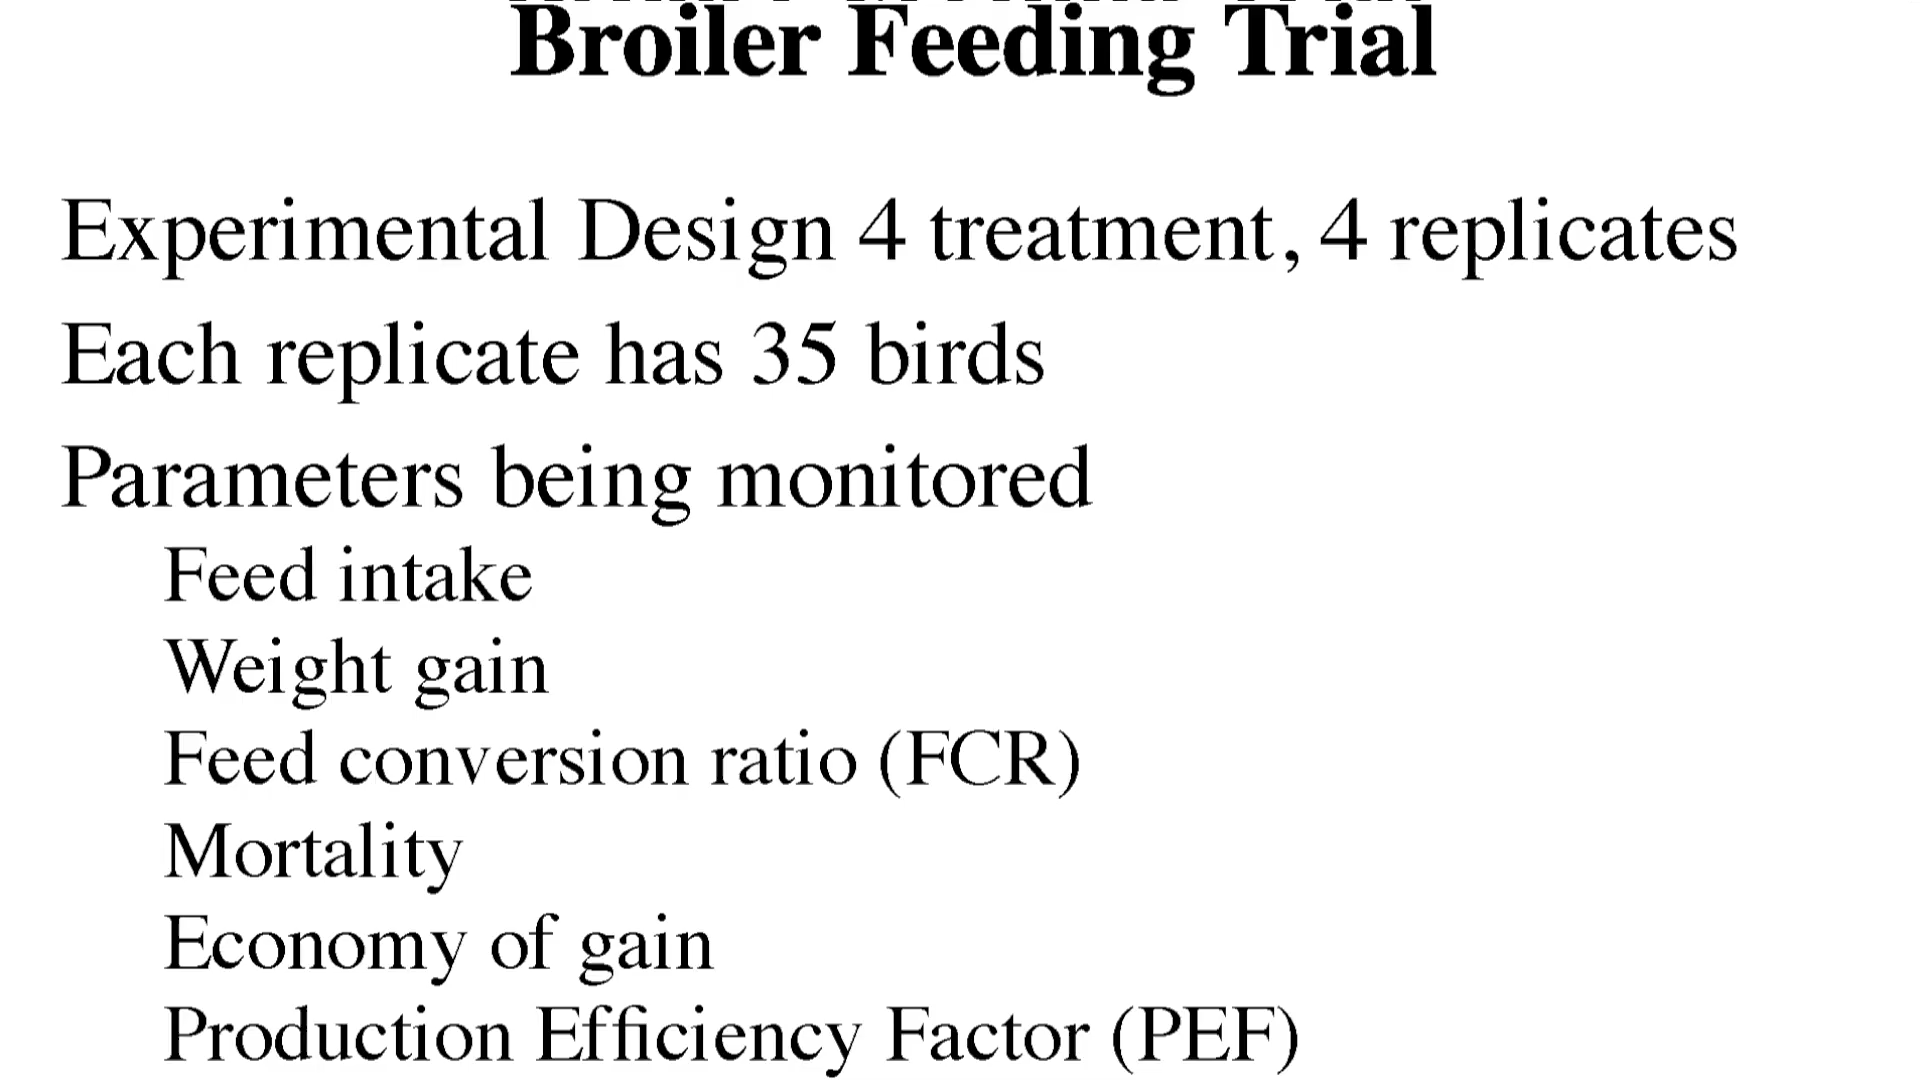 Broiler Feeding Trial
Experimental Design 4 treatment, 4 replicates
Each replicate has 35 birds
Parameters being monitored
Feed intake
Weight gain
Feed conversion ratio (FCR)
Mortality
Economy of gain
Production Efficiency Factor (PEF)